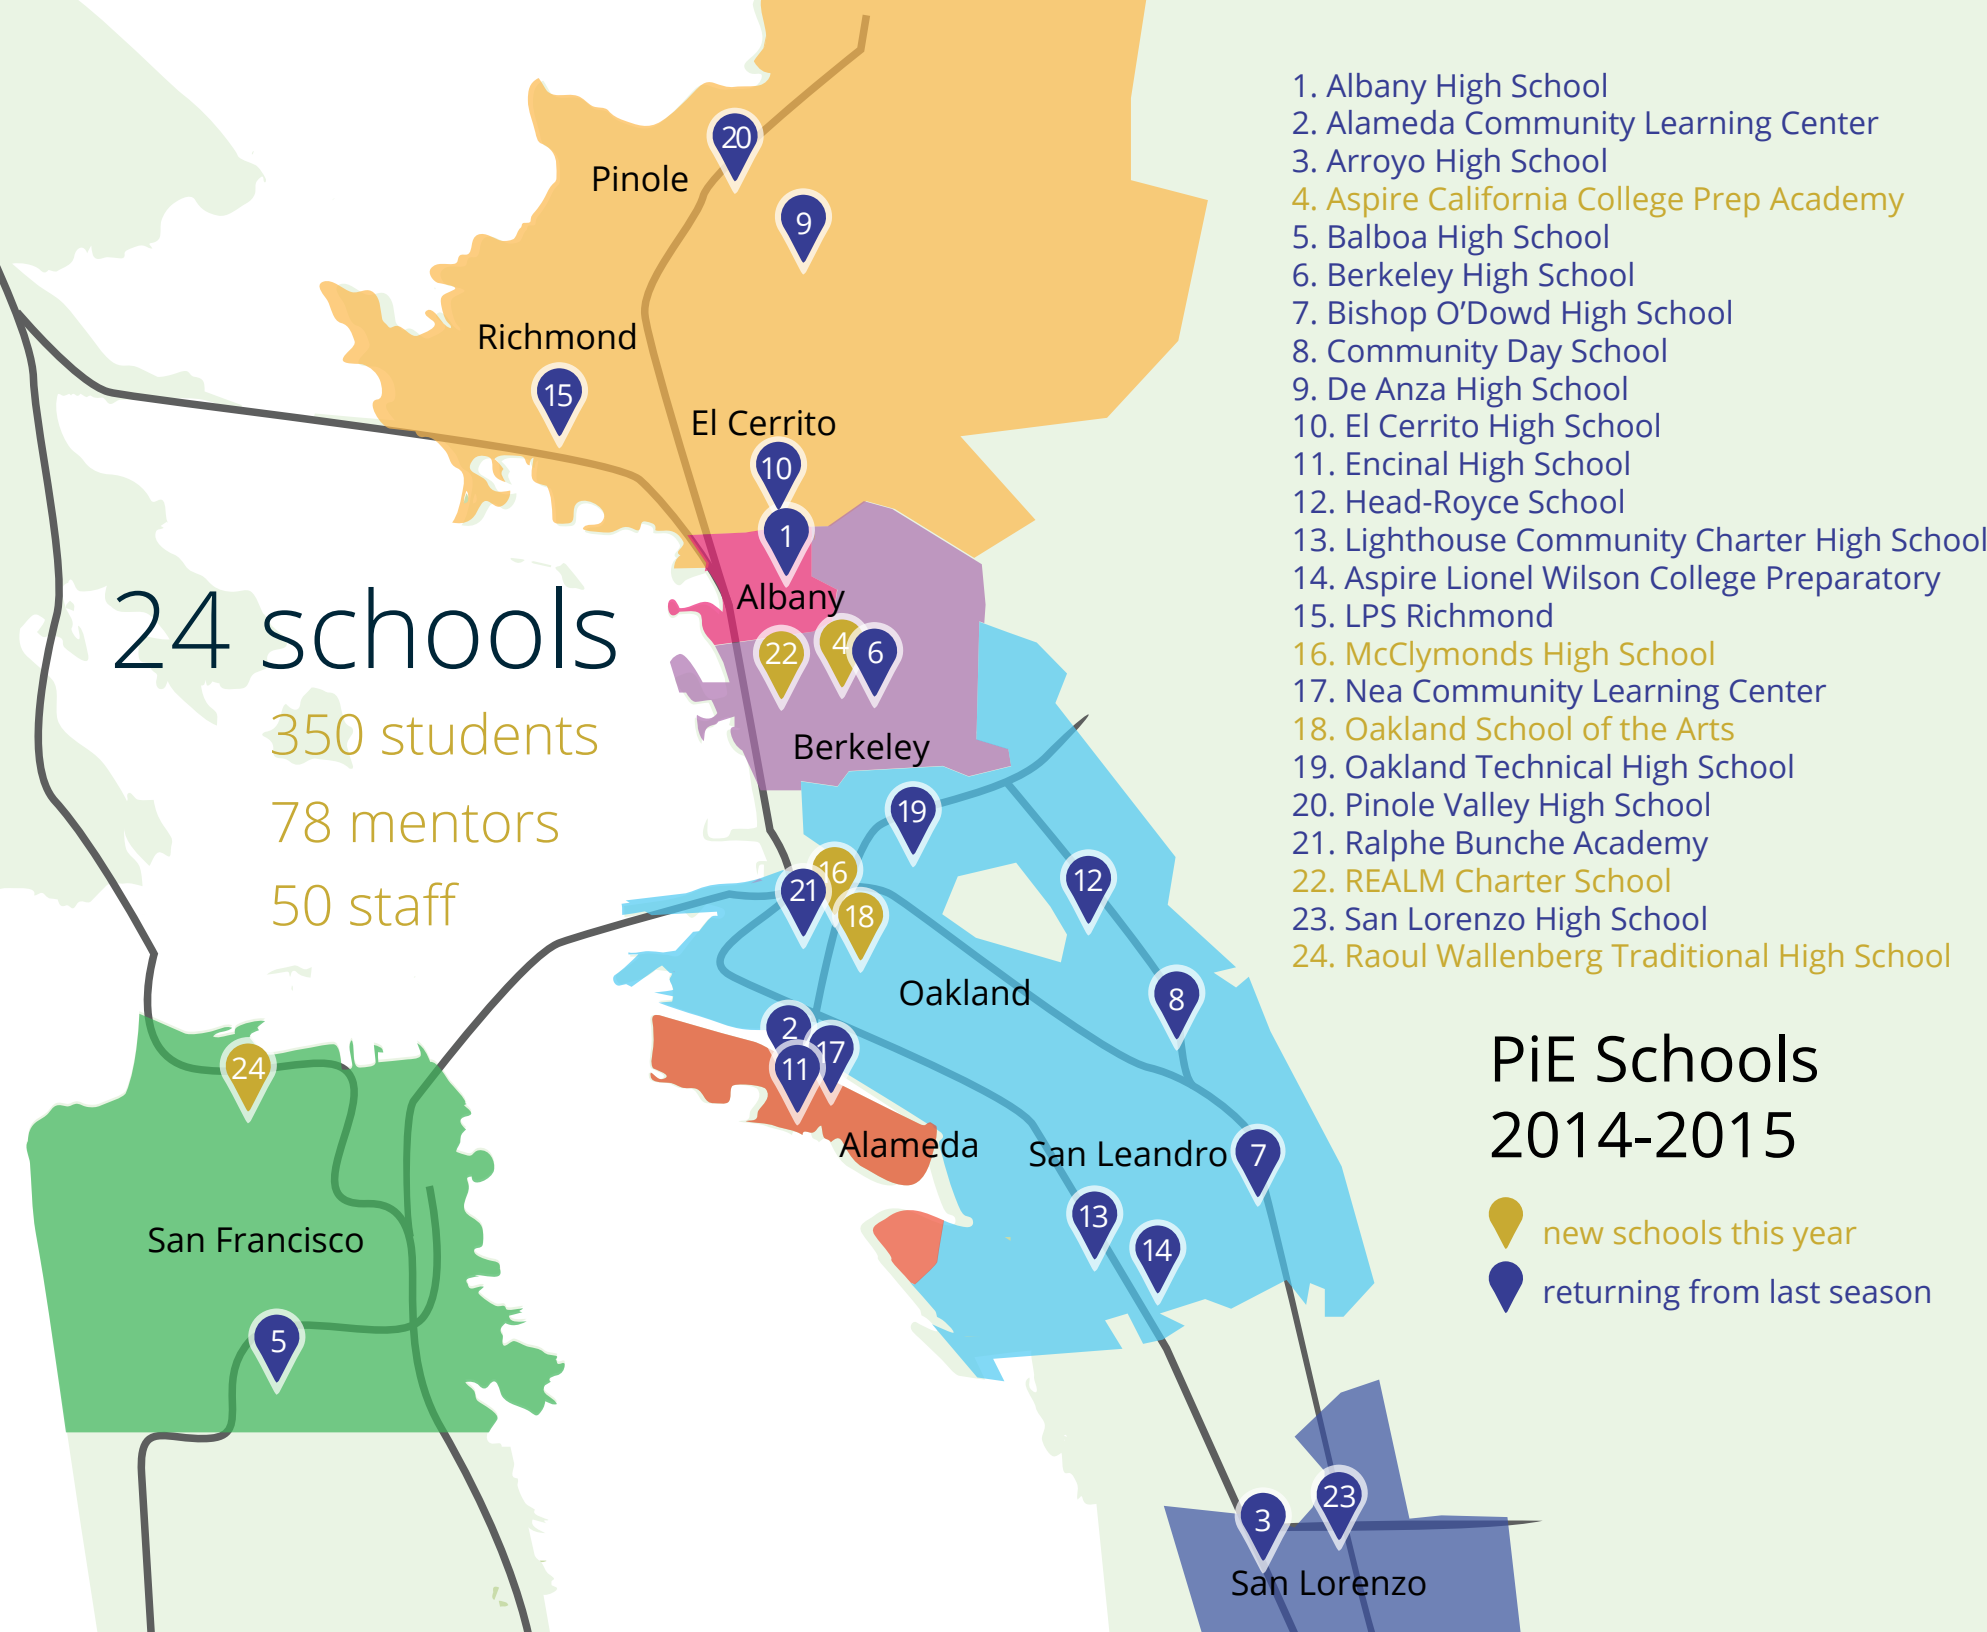 20
Pinole
9
Richmond
15
El Cerrito
10
1
Albany
22
4
6
Berkeley
19
16
21
18
12
Oakland
8
2
17
11
Alameda
San Leandro
7
13
14
24
San Francisco
5
3
23
San Lorenzo
24 schools
350 students
78 mentors
50 staff
1. Albany High School
2. Alameda Community Learning Center
3. Arroyo High School
4. Aspire California College Prep Academy
5. Balboa High School
6. Berkeley High School
7. Bishop O’Dowd High School
8. Community Day School
9. De Anza High School
10. El Cerrito High School
11. Encinal High School
12. Head-Royce School
13. Lighthouse Community Charter High School
14. Aspire Lionel Wilson College Preparatory
15. LPS Richmond
16. McClymonds High School
17. Nea Community Learning Center
18. Oakland School of the Arts
19. Oakland Technical High School
20. Pinole Valley High School
21. Ralphe Bunche Academy
22. REALM Charter School
23. San Lorenzo High School
24. Raoul Wallenberg Traditional High School
PiE Schools
2014-2015
new schools this year
returning from last season